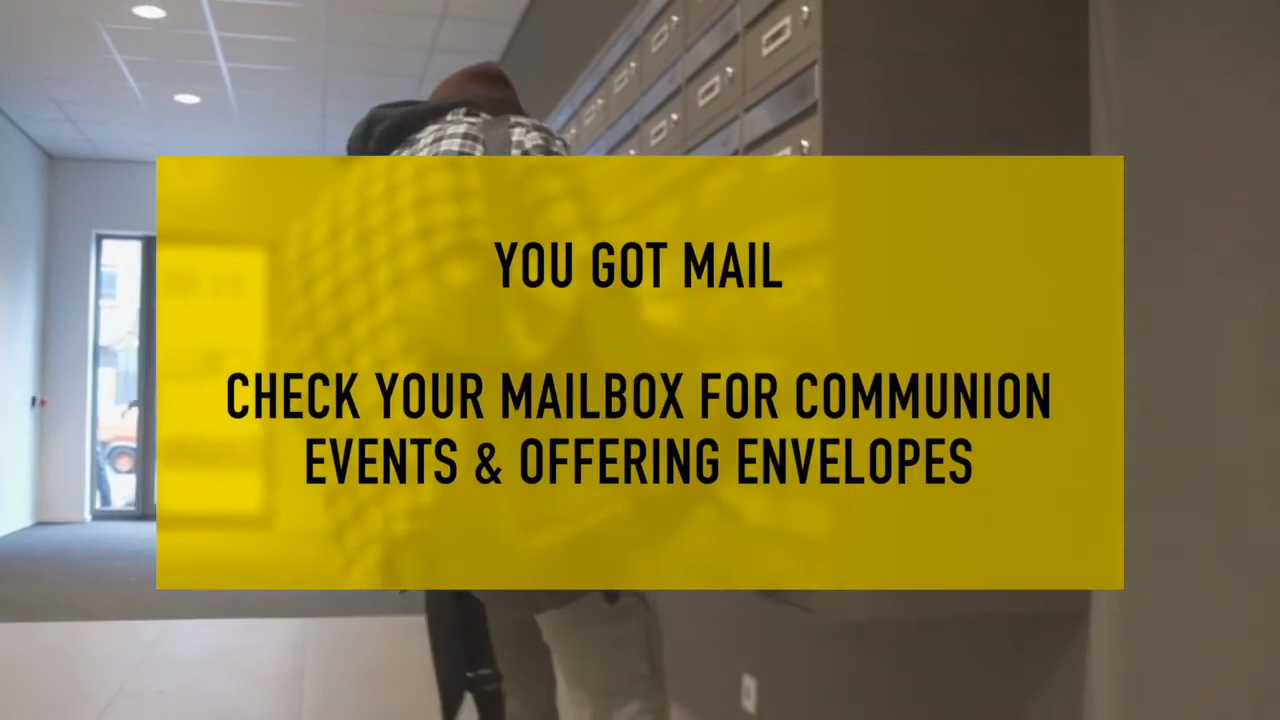 YOU GOT MAIL
CHECK YOUR MAILBOX FOR COMMUNION
EVENTS & OFFERING ENVELOPES